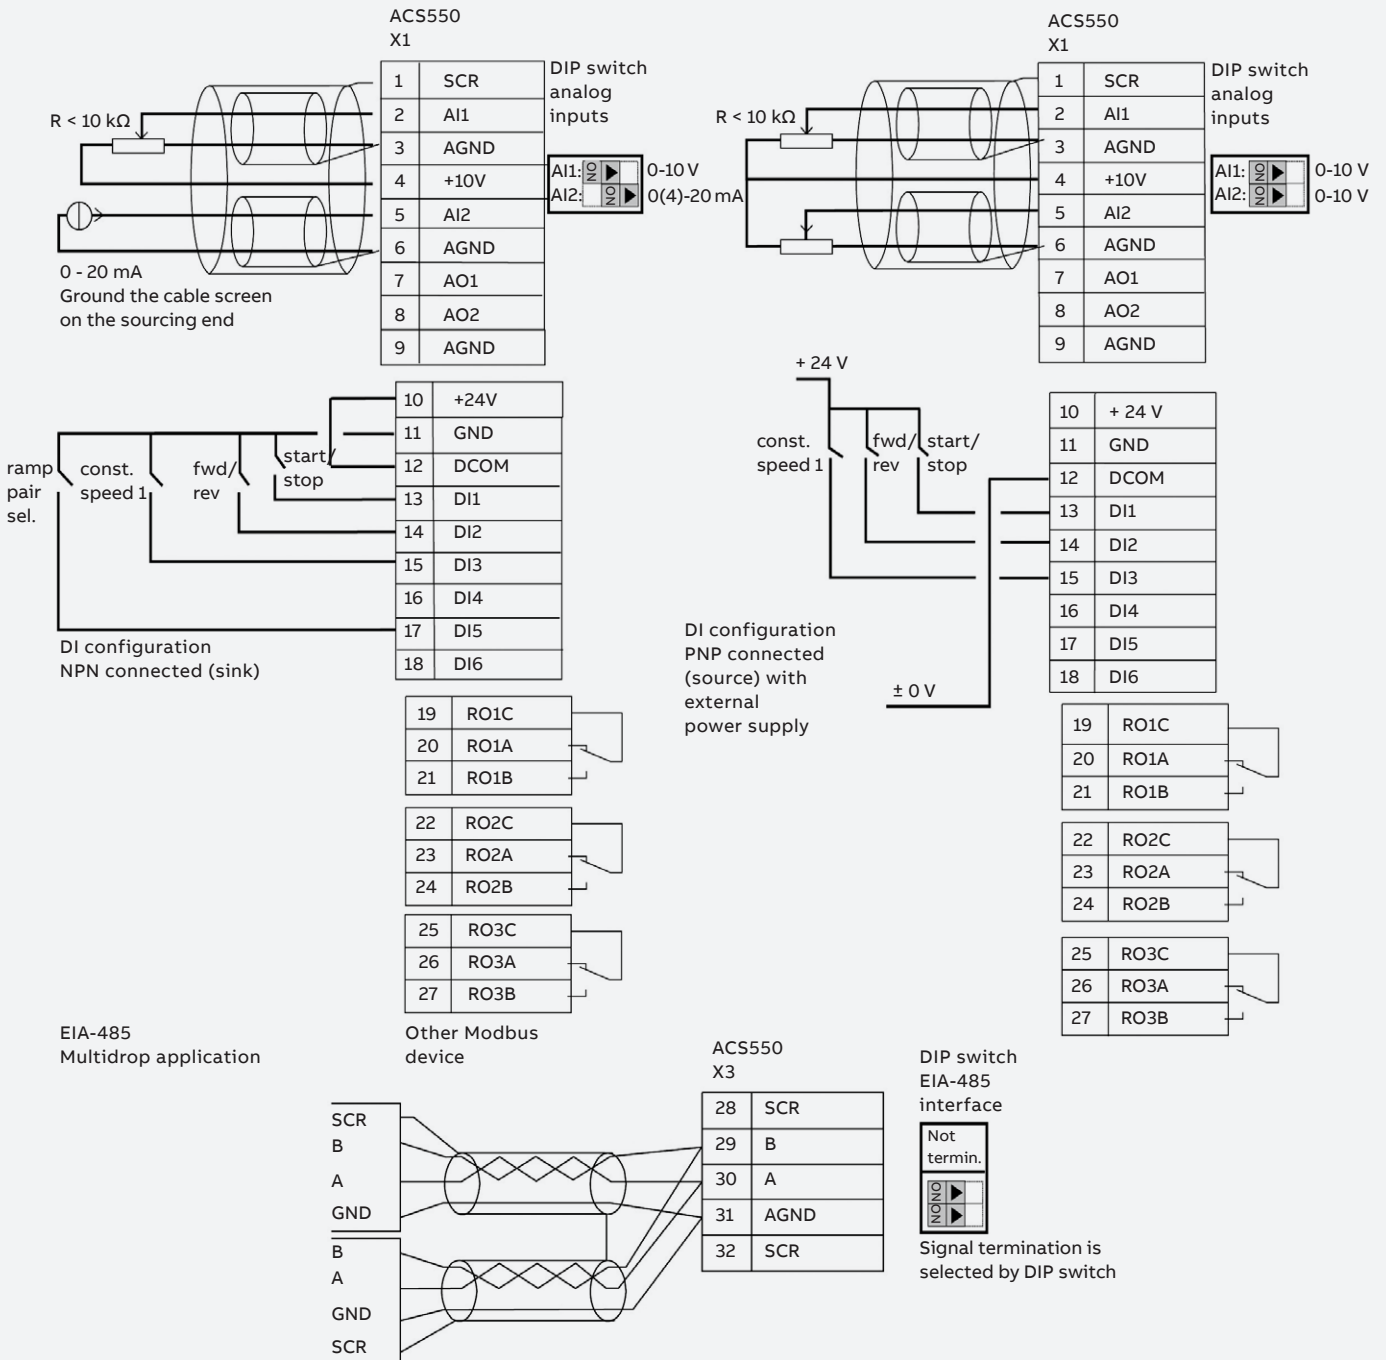 ACS550
X1
1 SCR
2 AI1
3 AGND
4 +10V
5 AI2
6 AGND
7 AO1
8 AO2
9 AGND
DIP switch
analog
inputs
AI1: ON 0-10 V
AI2: ON 0(4)-20 mA
R < 10 kΩ
0 - 20 mA
Ground the cable screen
on the sourcing end
10 +24V
11 GND
12 DCOM
13 DI1
14 DI2
15 DI3
16 DI4
17 DI5
18 DI6
ramp
pair
sel.
const.
speed 1
fwd/
rev
start/
stop
DI configuration
NPN connected (sink)
19 RO1C
20 RO1A
21 RO1B
22 RO2C
23 RO2A
24 RO2B
25 RO3C
26 RO3A
27 RO3B
ACS550
X1
1 SCR
2 AI1
3 AGND
4 +10V
5 AI2
6 AGND
7 AO1
8 AO2
9 AGND
DIP switch
analog
inputs
AI1: ON 0-10 V
AI2: ON 0-10 V
R < 10 kΩ
+ 24 V
const.
speed 1
fwd/
rev
start/
stop
10 + 24 V
11 GND
12 DCOM
13 DI1
14 DI2
15 DI3
16 DI4
17 DI5
18 DI6
DI configuration
PNP connected
(source) with
external
power supply
± 0 V
19 RO1C
20 RO1A
21 RO1B
22 RO2C
23 RO2A
24 RO2B
25 RO3C
26 RO3A
27 RO3B
EIA-485
Multidrop application
Other Modbus
device
SCR
B
A
GND
B
A
GND
SCR
ACS550
X3
28 SCR
29 B
30 A
31 AGND
32 SCR
DIP switch
EIA-485
interface
Not
termin.
ON
ON
Signal termination is
selected by DIP switch